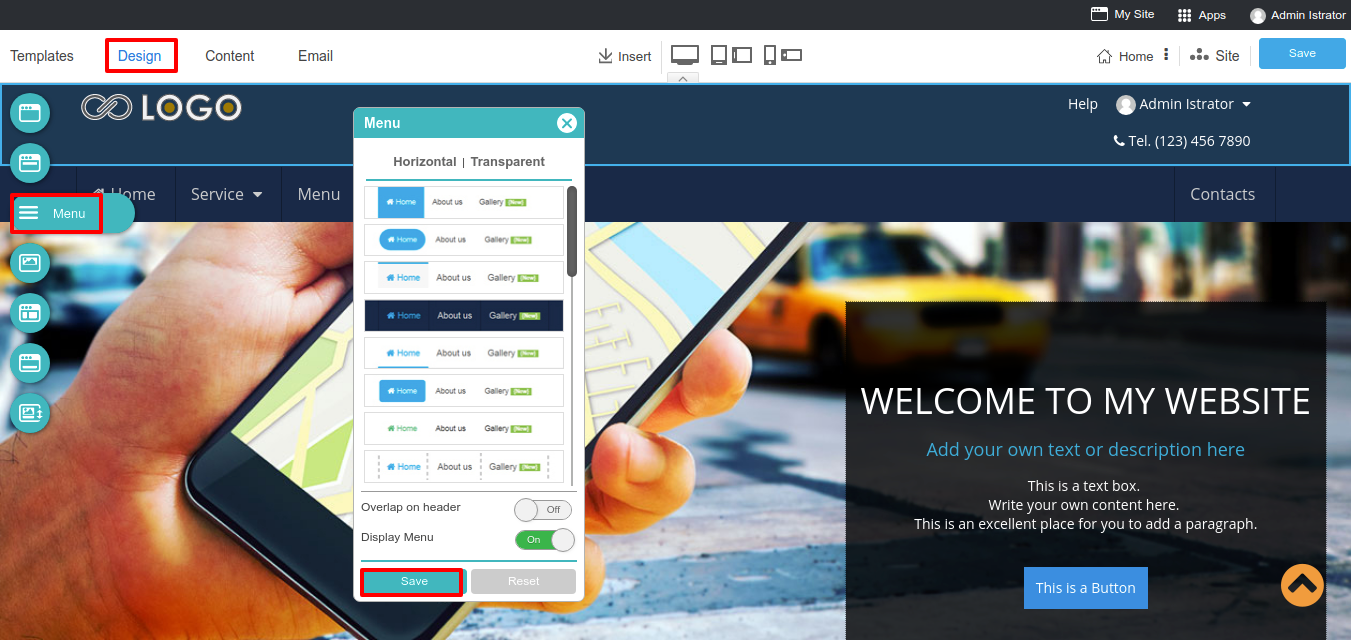 My Site Apps Admin Istrator
Templates Design Content Email Insert Home Site Save
LOGO
Help Admin Istrator
Tel. (123) 456 7890
Home Service Menu Contacts
Menu
Menu
Horizontal | Transparent
Home About us Gallery (New)
Home About us Gallery (New)
Home About us Gallery (New)
Home About us Gallery (New)
Home About us Gallery (New)
Home About us Gallery (New)
Home About us Gallery (New)
Home About us Gallery (New)
Overlap on header Off
Display Menu On
Save Reset
WELCOME TO MY WEBSITE
Add your own text or description here
This is a text box.
Write your own content here.
This is an excellent place for you to add a paragraph.
This is a Button